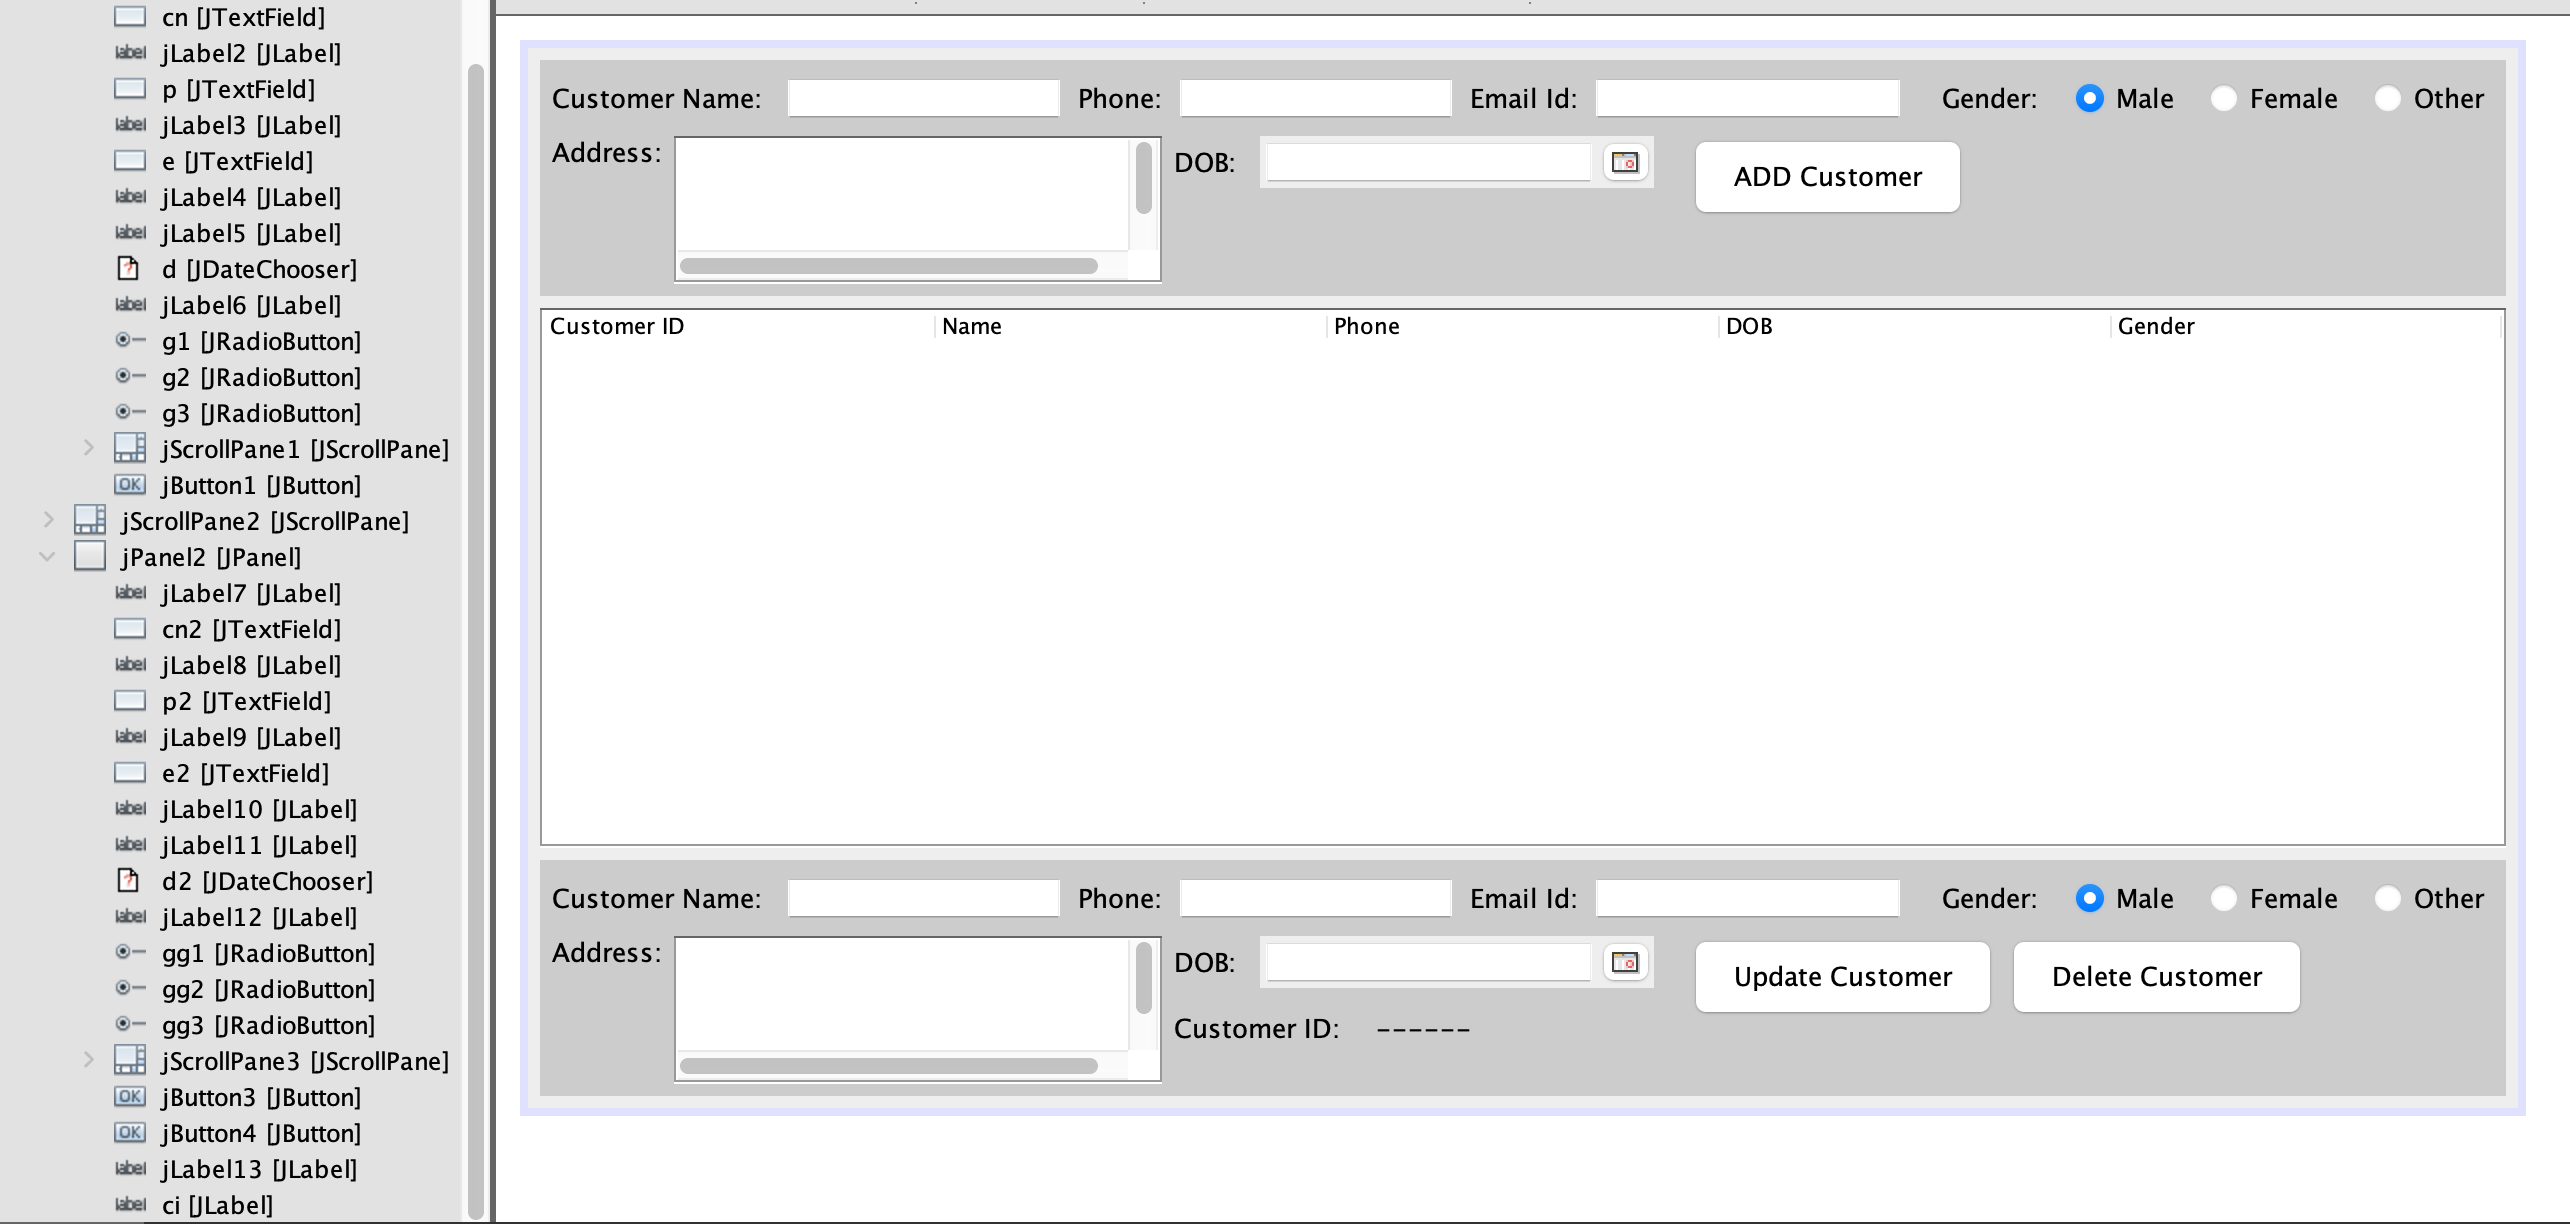 cn [JTextField]
label jLabel2 [JLabel]
p [JTextField]
label jLabel3 [JLabel]
e [JTextField]
label jLabel4 [JLabel]
label jLabel5 [JLabel]
? d [JDateChooser]
label jLabel6 [JLabel]
g1 [JRadioButton]
g2 [JRadioButton]
g3 [JRadioButton]
jScrollPane1 [JScrollPane]
OK jButton1 [JButton]
jScrollPane2 [JScrollPane]
jPanel2 [JPanel]
label jLabel7 [JLabel]
cn2 [JTextField]
label jLabel8 [JLabel]
p2 [JTextField]
label jLabel9 [JLabel]
e2 [JTextField]
label jLabel10 [JLabel]
label jLabel11 [JLabel]
? d2 [JDateChooser]
label jLabel12 [JLabel]
gg1 [JRadioButton]
gg2 [JRadioButton]
gg3 [JRadioButton]
jScrollPane3 [JScrollPane]
OK jButton3 [JButton]
OK jButton4 [JButton]
label jLabel13 [JLabel]
label ci [JLabel]
Customer Name: Phone: Email Id: Gender: Male Female Other
Address: DOB: ADD Customer
Customer ID Name Phone DOB Gender
Customer Name: Phone: Email Id: Gender: Male Female Other
Address: DOB: Update Customer Delete Customer
Customer ID: ------